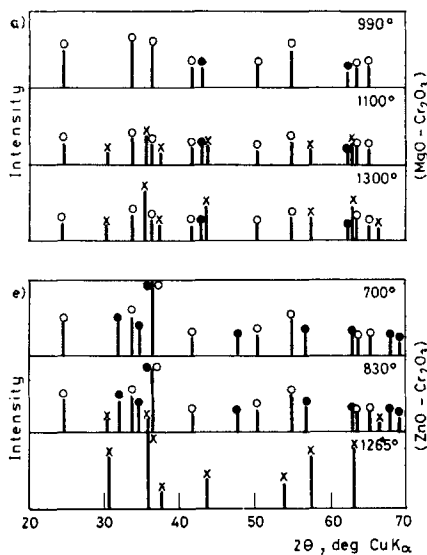 a)
990°
1100°
1300°
Intensity
(MgO – Cr₂O₃)
e)
700°
830°
1265°
Intensity
(ZnO – Cr₂O₃)
20 30 40 50 60 70
2Θ, deg CuKα